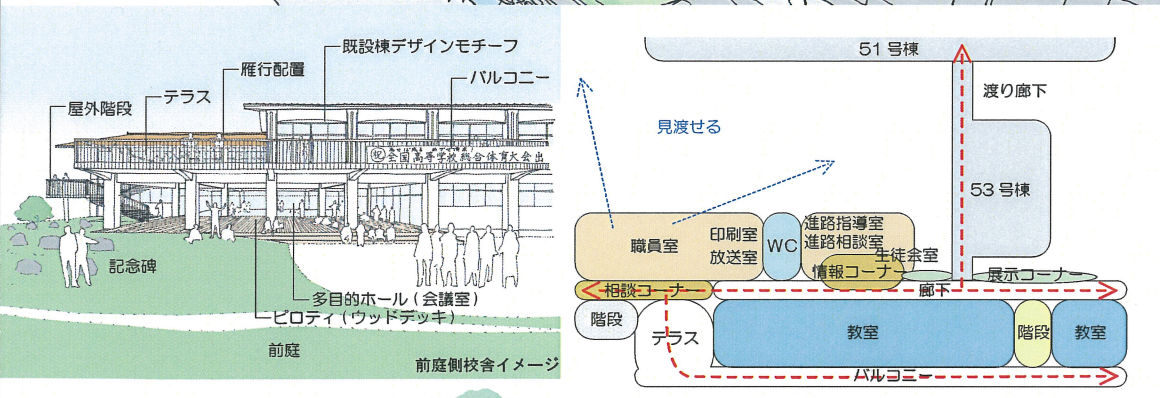 既設棟デザインモチーフ
雁行配置
バルコニー
テラス
屋外階段
祝全国高等学校総合体育大会出
記念碑
多目的ホール(会議室)
ピロティ(ウッドデッキ)
前庭
前庭側校舎イメージ
51号棟
渡り廊下
見渡せる
53号棟
職員室
印刷室
放送室
WC
進路指導室
進路相談室
生徒会室
情報コーナー
展示コーナー
相談コーナー
廊下
階段
テラス
教室
階段
教室
バルコニー